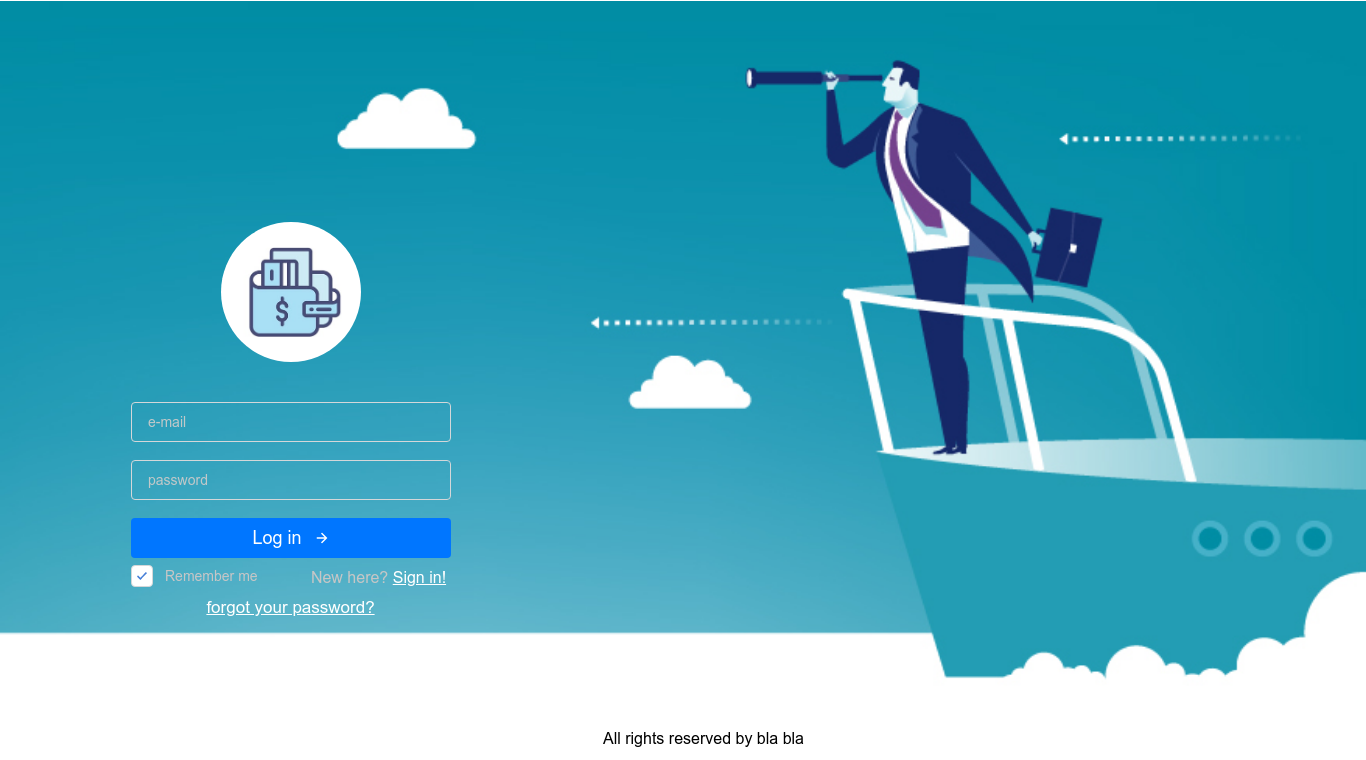 $
e-mail
password
Log in →
Remember me
New here? Sign in!
forgot your password?
All rights reserved by bla bla